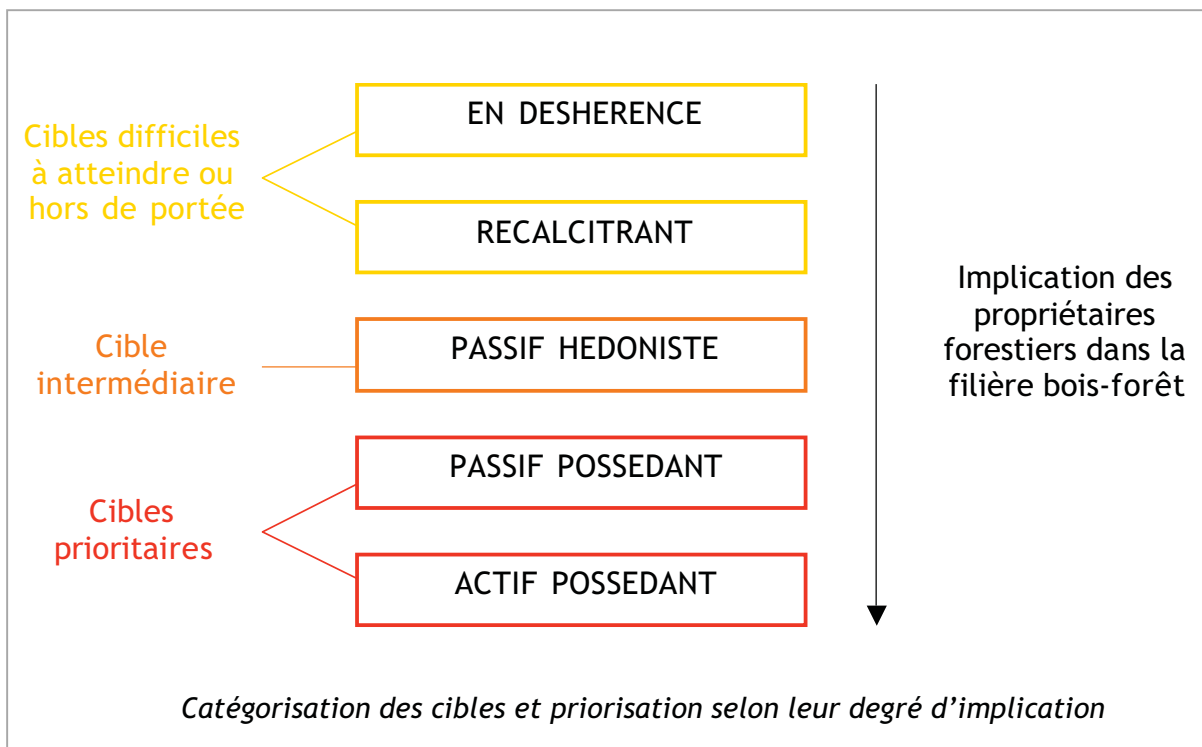 Cibles difficiles
à atteindre ou
hors de portée
EN DESHERENCE
RECALCITRANT
Cible
intermédiaire
PASSIF HEDONISTE
Cibles
prioritaires
PASSIF POSSEDANT
ACTIF POSSEDANT
Implication des
propriétaires
forestiers dans la
filière bois-forêt
Catégorisation des cibles et priorisation selon leur degré d’implication